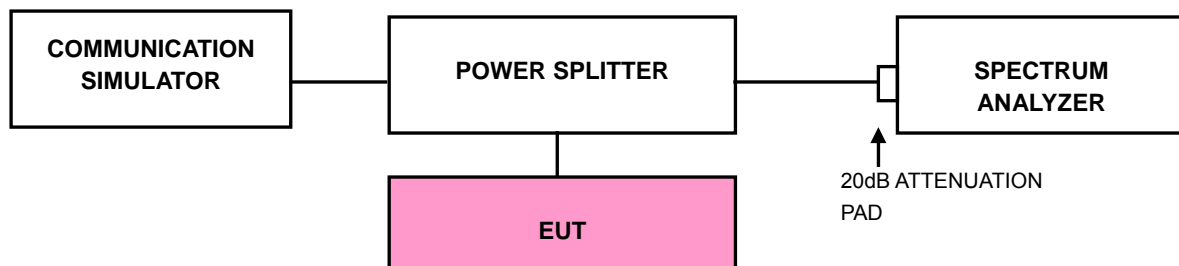 COMMUNICATION
SIMULATOR
POWER SPLITTER
SPECTRUM
ANALYZER
20dB ATTENUATION
PAD
EUT